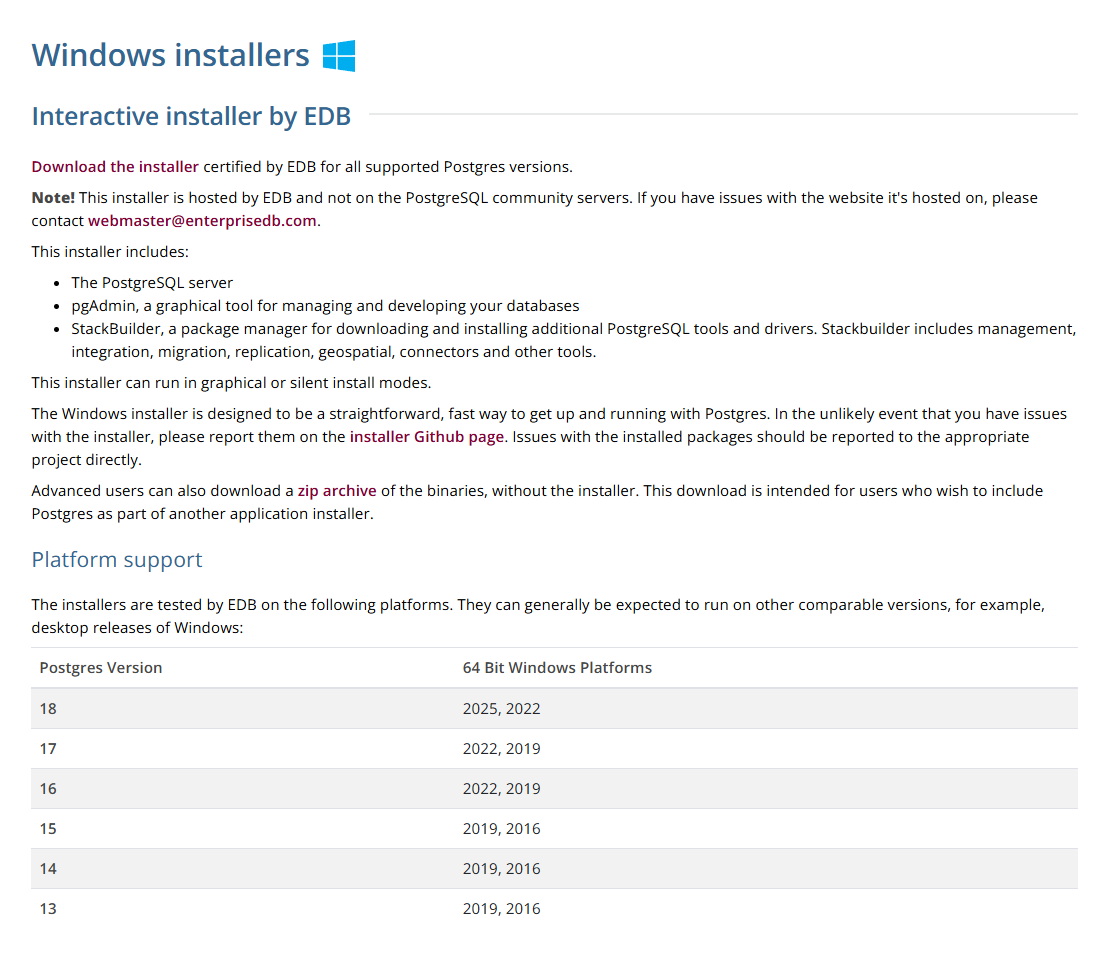 Windows installers
Interactive installer by EDB
Download the installer certified by EDB for all supported Postgres versions.
Note! This installer is hosted by EDB and not on the PostgreSQL community servers. If you have issues with the website it's hosted on, please
contact webmaster@enterprisedb.com.
This installer includes:
• The PostgreSQL server
• pgAdmin, a graphical tool for managing and developing your databases
• StackBuilder, a package manager for downloading and installing additional PostgreSQL tools and drivers. Stackbuilder includes management,
integration, migration, replication, geospatial, connectors and other tools.
This installer can run in graphical or silent install modes.
The Windows installer is designed to be a straightforward, fast way to get up and running with Postgres. In the unlikely event that you have issues
with the installer, please report them on the installer Github page. Issues with the installed packages should be reported to the appropriate
project directly.
Advanced users can also download a zip archive of the binaries, without the installer. This download is intended for users who wish to include
Postgres as part of another application installer.
Platform support
The installers are tested by EDB on the following platforms. They can generally be expected to run on other comparable versions, for example,
desktop releases of Windows:
Postgres Version 64 Bit Windows Platforms
18 2025, 2022
17 2022, 2019
16 2022, 2019
15 2019, 2016
14 2019, 2016
13 2019, 2016